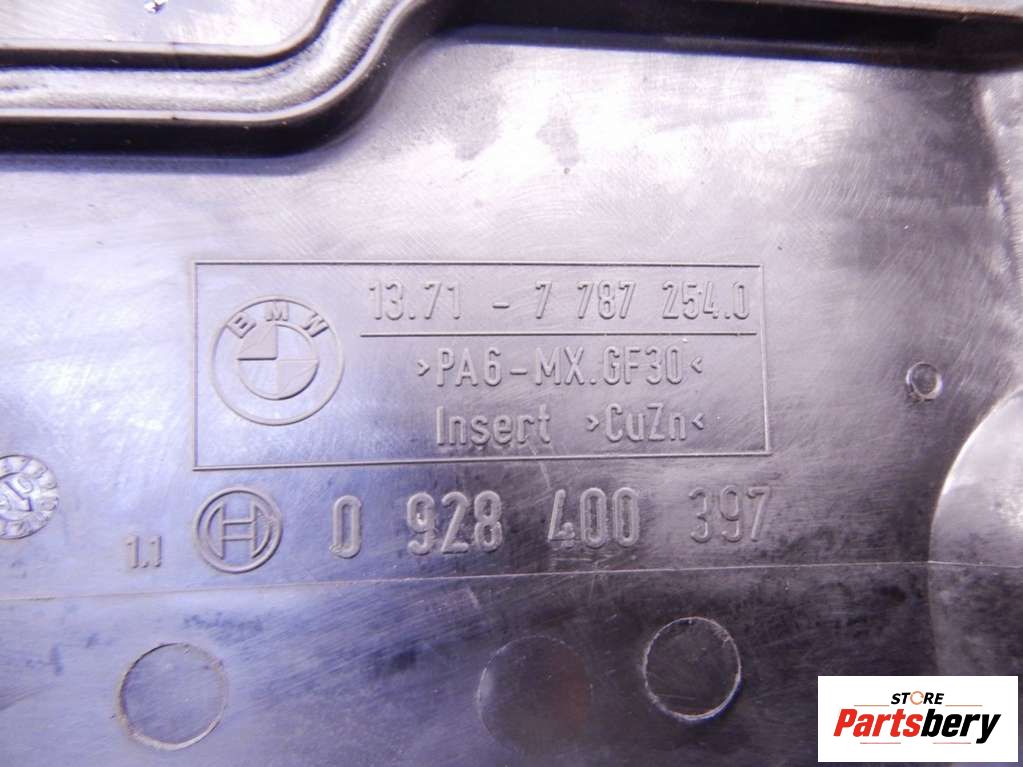 BMW
13.71 - 7 787 254.0
>PA6-MX.GF30<
Insert >CuZn<
1.1 0 928 400 397
STORE
Partsbery